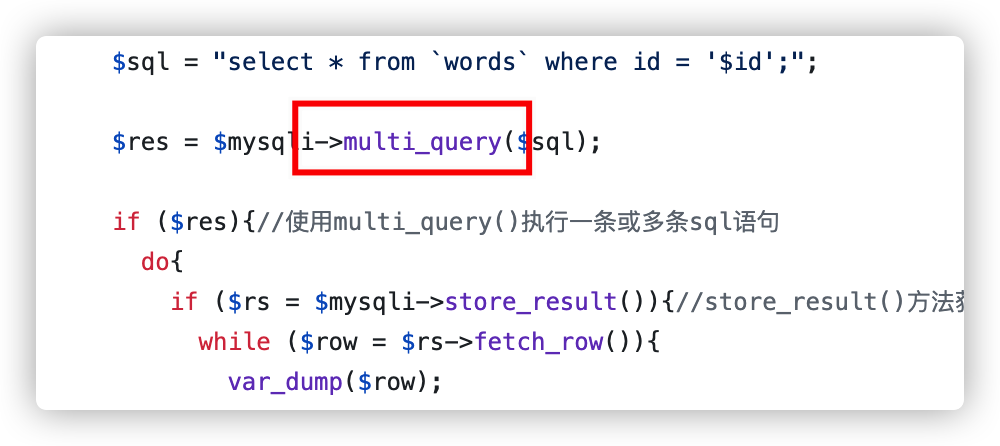 $sql = "select * from `words` where id = '$id';";
$res = $mysqli->multi_query($sql);
if ($res){//使用multi_query()执行一条或多条sql语句
do{
if ($rs = $mysqli->store_result()){//store_result()方法
while ($row = $rs->fetch_row()){
var_dump($row);